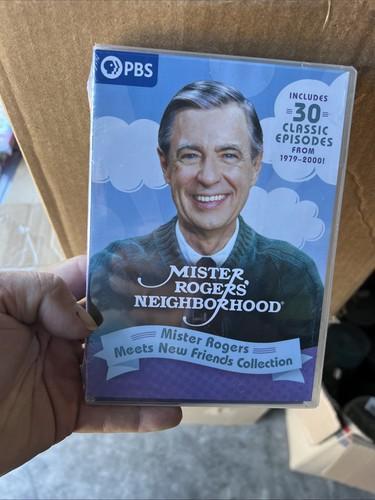 PBS
INCLUDES
30
CLASSIC
EPISODES
FROM
1979-2000!
MISTER
ROGERS'
NEIGHBORHOOD®
Mister Rogers
Meets New Friends Collection